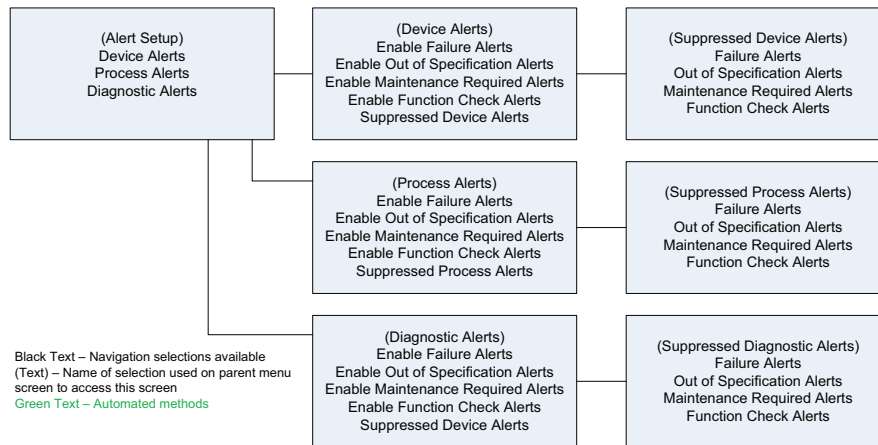 (Alert Setup)
Device Alerts
Process Alerts
Diagnostic Alerts
(Device Alerts)
Enable Failure Alerts
Enable Out of Specification Alerts
Enable Maintenance Required Alerts
Enable Function Check Alerts
Suppressed Device Alerts
(Suppressed Device Alerts)
Failure Alerts
Out of Specification Alerts
Maintenance Required Alerts
Function Check Alerts
(Process Alerts)
Enable Failure Alerts
Enable Out of Specification Alerts
Enable Maintenance Required Alerts
Enable Function Check Alerts
Suppressed Process Alerts
(Suppressed Process Alerts)
Failure Alerts
Out of Specification Alerts
Maintenance Required Alerts
Function Check Alerts
(Diagnostic Alerts)
Enable Failure Alerts
Enable Out of Specification Alerts
Enable Maintenance Required Alerts
Enable Function Check Alerts
Suppressed Device Alerts
(Suppressed Diagnostic Alerts)
Failure Alerts
Out of Specification Alerts
Maintenance Required Alerts
Function Check Alerts
Black Text – Navigation selections available
(Text) – Name of selection used on parent menu
screen to access this screen
Green Text – Automated methods